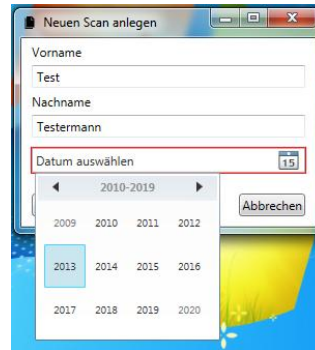 Neuen Scan anlegen
Vorname
Test
Nachname
Testermann
Datum auswählen 15
2010-2019
2009 2010 2011 2012
2013 2014 2015 2016
2017 2018 2019 2020
Abbrechen